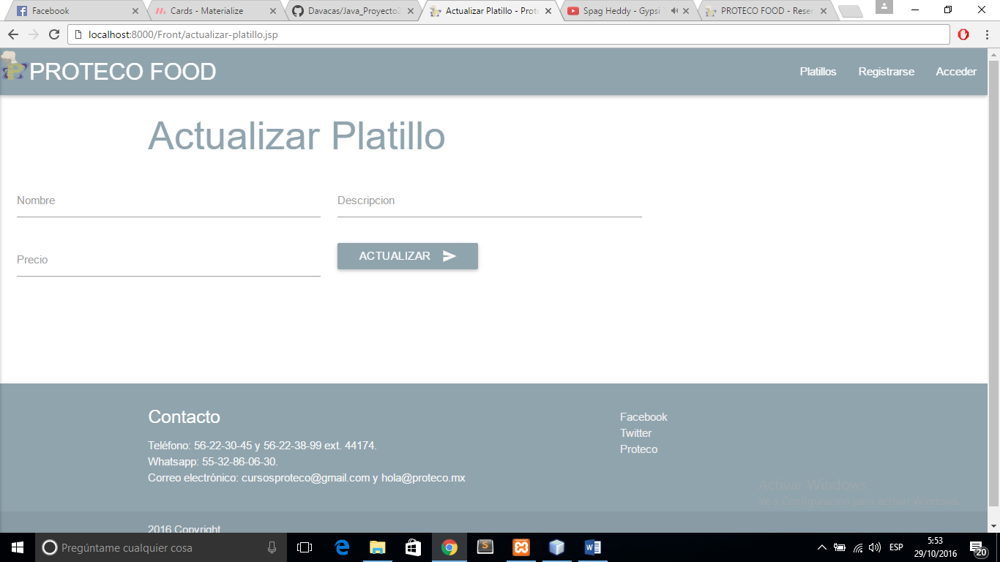 Facebook
Cards - Materialize
Davacas/Java_Proyecto2
Actualizar Platillo - Prote
Spag Heddy - Gypsi
PROTECO FOOD - Reser
localhost:8000/Front/actualizar-platillo.jsp
PROTECO FOOD
Platillos
Registrarse
Acceder
Actualizar Platillo
Nombre
Descripcion
Precio
ACTUALIZAR
Contacto
Teléfono: 56-22-30-45 y 56-22-38-99 ext. 44174.
Whatsapp: 55-32-86-06-30.
Correo electrónico: cursosproteco@gmail.com y hola@proteco.mx
Facebook
Twitter
Proteco
Activar Windows
Ve a Configuración para activar Windows.
2016 Copyright
Pregúntame cualquier cosa
ESP
5:53
29/10/2016
20